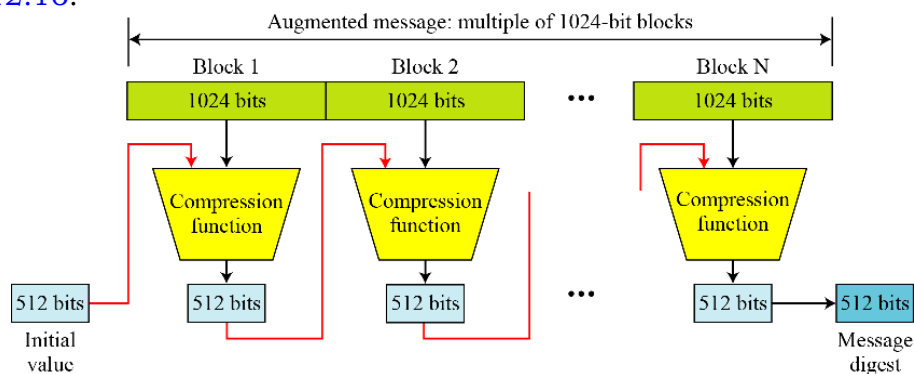 12.16.
Augmented message: multiple of 1024-bit blocks
Block 1
Block 2
Block N
1024 bits
1024 bits
•••
1024 bits
Compression
function
Compression
function
Compression
function
512 bits
512 bits
512 bits
•••
512 bits
512 bits
Initial
value
Message
digest